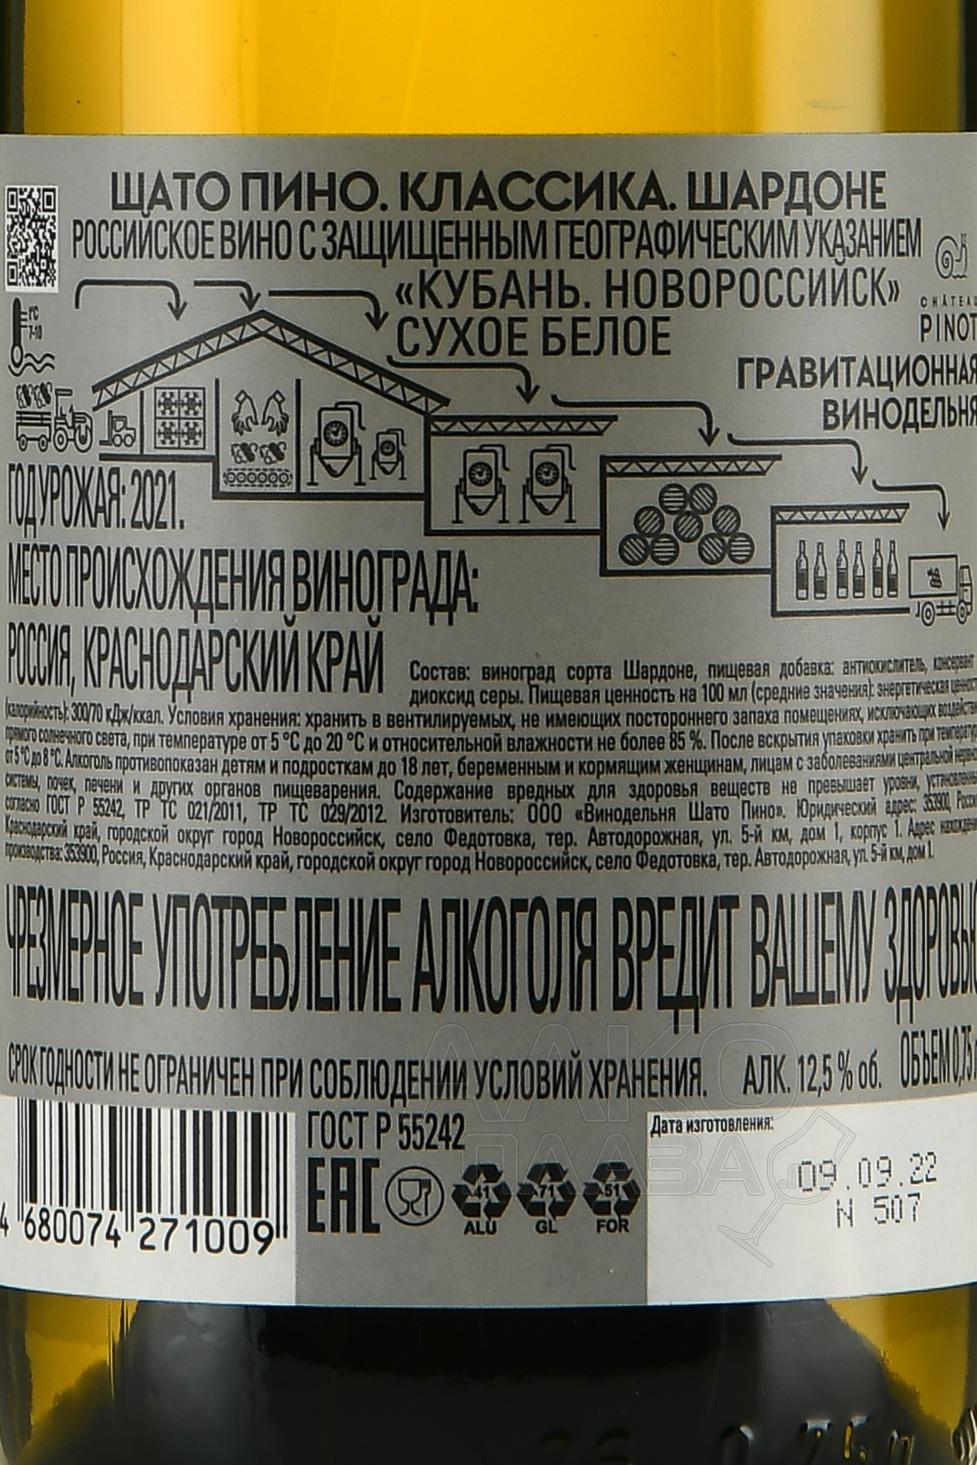 ШАТО ПИНО. КЛАССИКА. ШАРДОНЕ
РОССИЙСКОЕ ВИНО С ЗАЩИЩЕННЫМ ГЕОГРАФИЧЕСКИМ УКАЗАНИЕМ
«КУБАНЬ. НОВОРОССИЙСК»
СУХОЕ БЕЛОЕ
CHÂTEAU
PINOT
ГРАВИТАЦИОННАЯ
ВИНОДЕЛЬНЯ
t°C
7-10
ГОД УРОЖАЯ: 2021.
МЕСТО ПРОИСХОЖДЕНИЯ ВИНОГРАДА:
РОССИЯ, КРАСНОДАРСКИЙ КРАЙ
Состав: виноград сорта Шардоне, пищевая добавка: антиокислитель, консервант
диоксид серы. Пищевая ценность на 100 мл (средние значения): энергетическая ценность
(калорийность): 300/70 кДж/ккал. Условия хранения: хранить в вентилируемых, не имеющих постороннего запаха помещениях, исключающих воздействие
прямого солнечного света, при температуре от 5 °С до 20 °С и относительной влажности не более 85 %. После вскрытия упаковки хранить при температуре
от 5 °С до 8 °С. Алкоголь противопоказан детям и подросткам до 18 лет, беременным и кормящим женщинам, лицам с заболеваниями центральной нервной
системы, почек, печени и других органов пищеварения. Содержание вредных для здоровья веществ не превышает уровни, установленные
согласно ГОСТ Р 55242, ТР ТС 021/2011, ТР ТС 029/2012. Изготовитель: ООО «Винодельня Шато Пино». Юридический адрес: 353900, Россия
Краснодарский край, городской округ город Новороссийск, село Федотовка, тер. Автодорожная, ул. 5-й км, дом 1, корпус 1. Адрес нахождения
производства: 353900, Россия, Краснодарский край, городской округ город Новороссийск, село Федотовка, тер. Автодорожная, ул. 5-й км, дом 1.
ЧРЕЗМЕРНОЕ УПОТРЕБЛЕНИЕ АЛКОГОЛЯ ВРЕДИТ ВАШЕМУ ЗДОРОВЬЮ
СРОК ГОДНОСТИ НЕ ОГРАНИЧЕН ПРИ СОБЛЮДЕНИИ УСЛОВИЙ ХРАНЕНИЯ. АЛК. 12,5 % об. ОБЪЕМ 0,75 л
ГОСТ Р 55242
EAC
41
ALU
71
GL
51
FOR
4 680074 271009
Дата изготовления:
09.09.22
N 507
АЛКО
ПЛАЗА